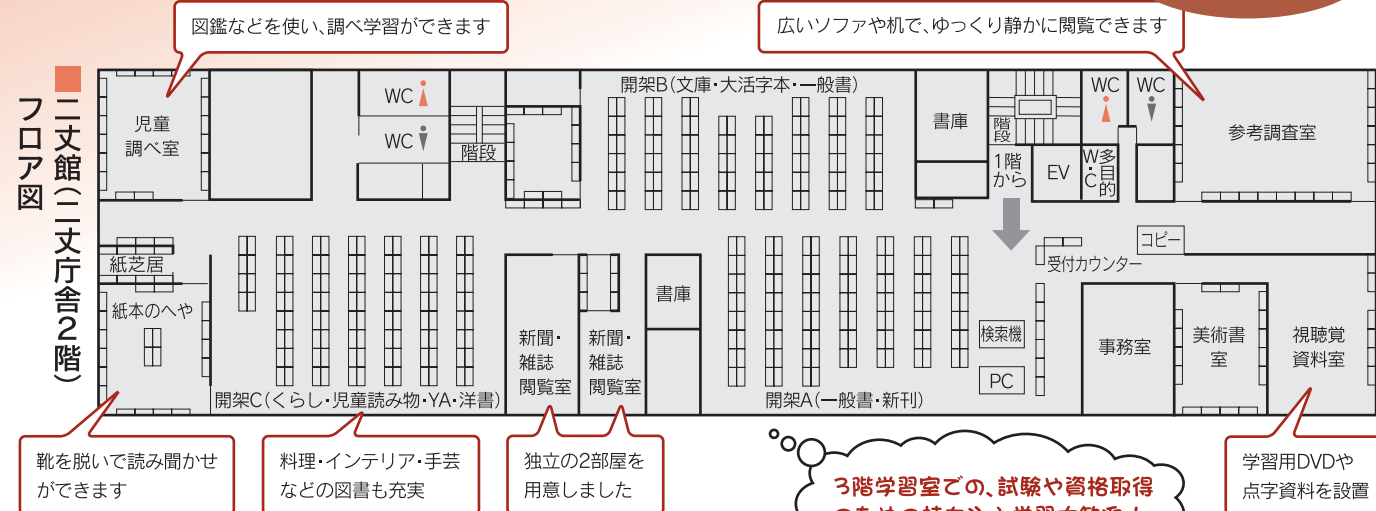 図鑑などを使い、調べ学習ができます
広いソファや机で、ゆっくり静かに閲覧できます
■二丈館(二丈庁舎2階)
フロア図
児童
調べ室
WC
WC
階段
開架B(文庫・大活字本・一般書)
書庫
階段
1階
から
EV
WC
WC
多目的
W・C
参考調査室
紙芝居
紙本のへや
開架C(くらし・児童読み物・YA・洋書)
新聞・
雑誌
閲覧室
新聞・
雑誌
閲覧室
書庫
開架A(一般書・新刊)
検索機
PC
受付カウンター
コピー
事務室
美術書
室
視聴覚
資料室
靴を脱いで読み聞かせ
ができます
料理・インテリア・手芸
などの図書も充実
独立の2部屋を
用意しました
3階学習室での、試験や資格取得
学習用DVDや
点字資料を設置